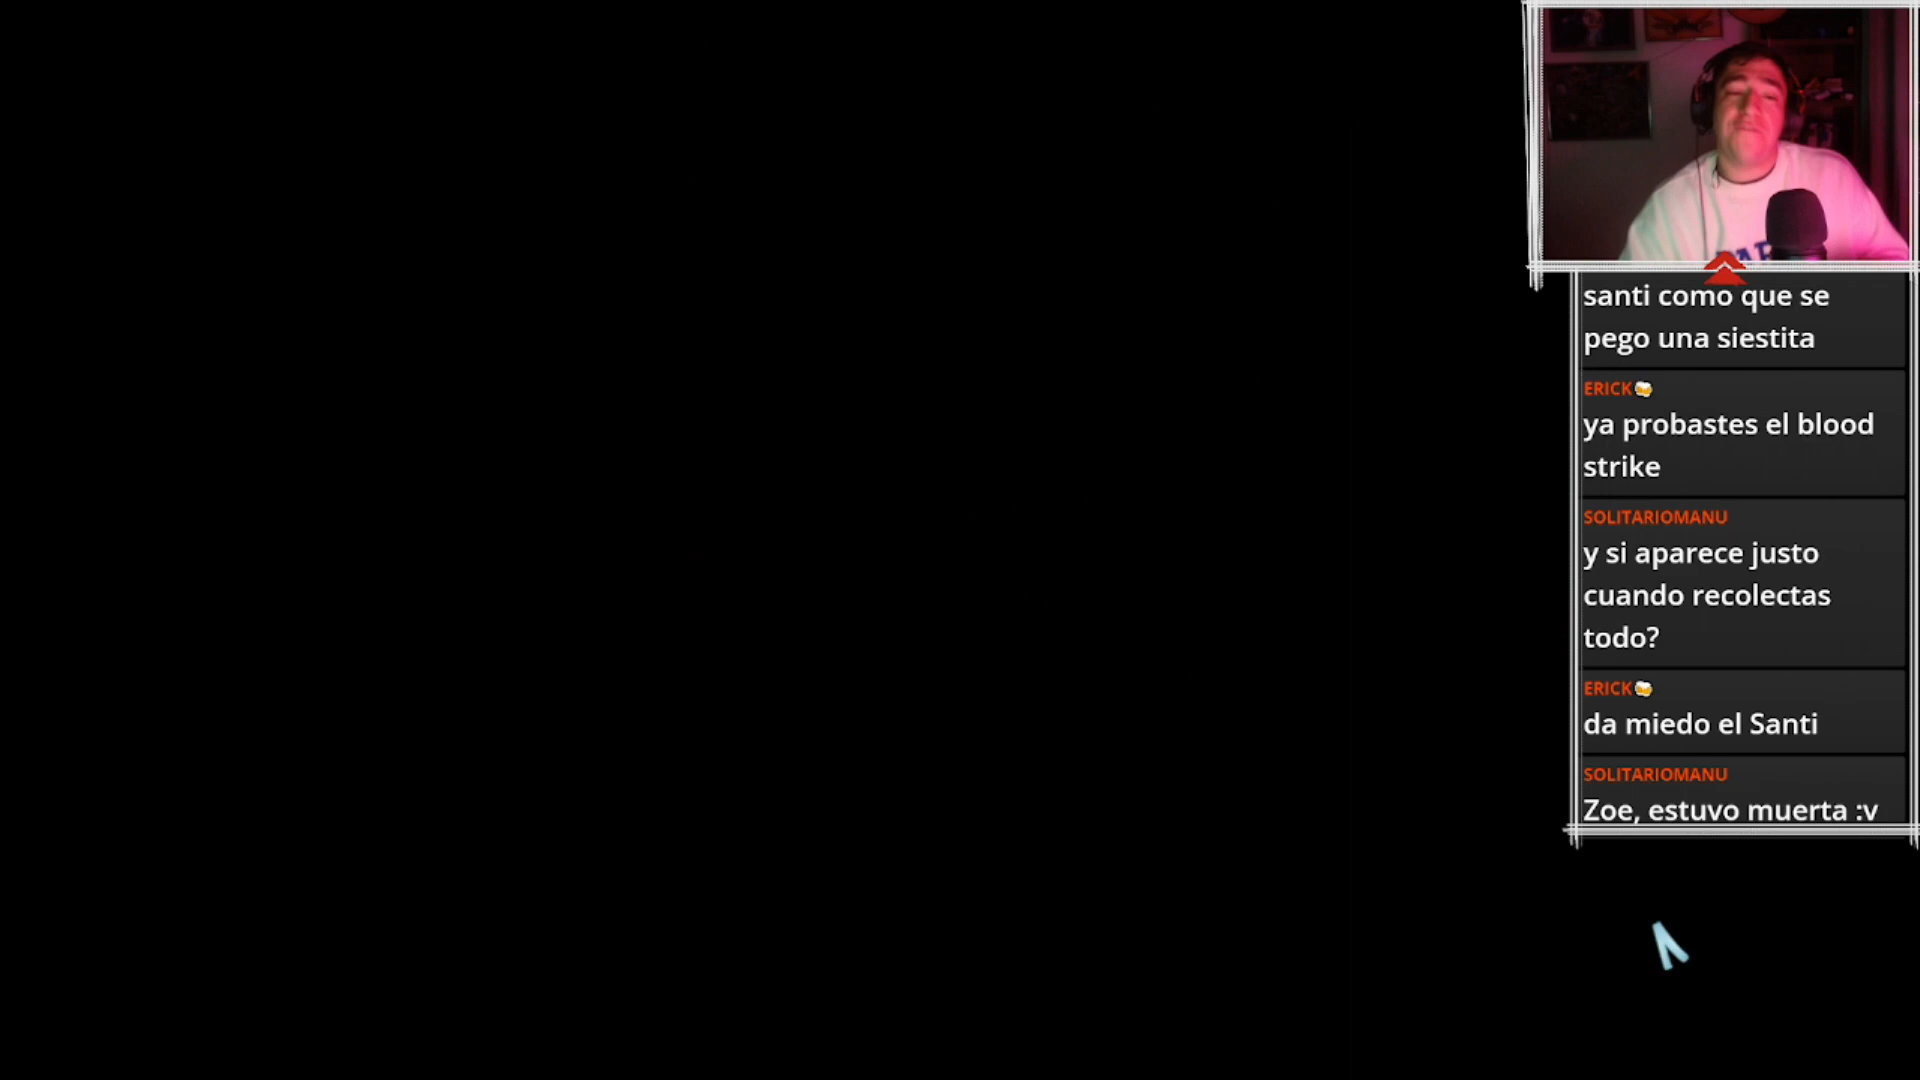 santi como que se
pego una siestita
ERICK🍻
ya probastes el blood
strike
SOLITARIOMANU
y si aparece justo
cuando recolectas
todo?
ERICK🍻
da miedo el Santi
SOLITARIOMANU
Zoe, estuvo muerta :v